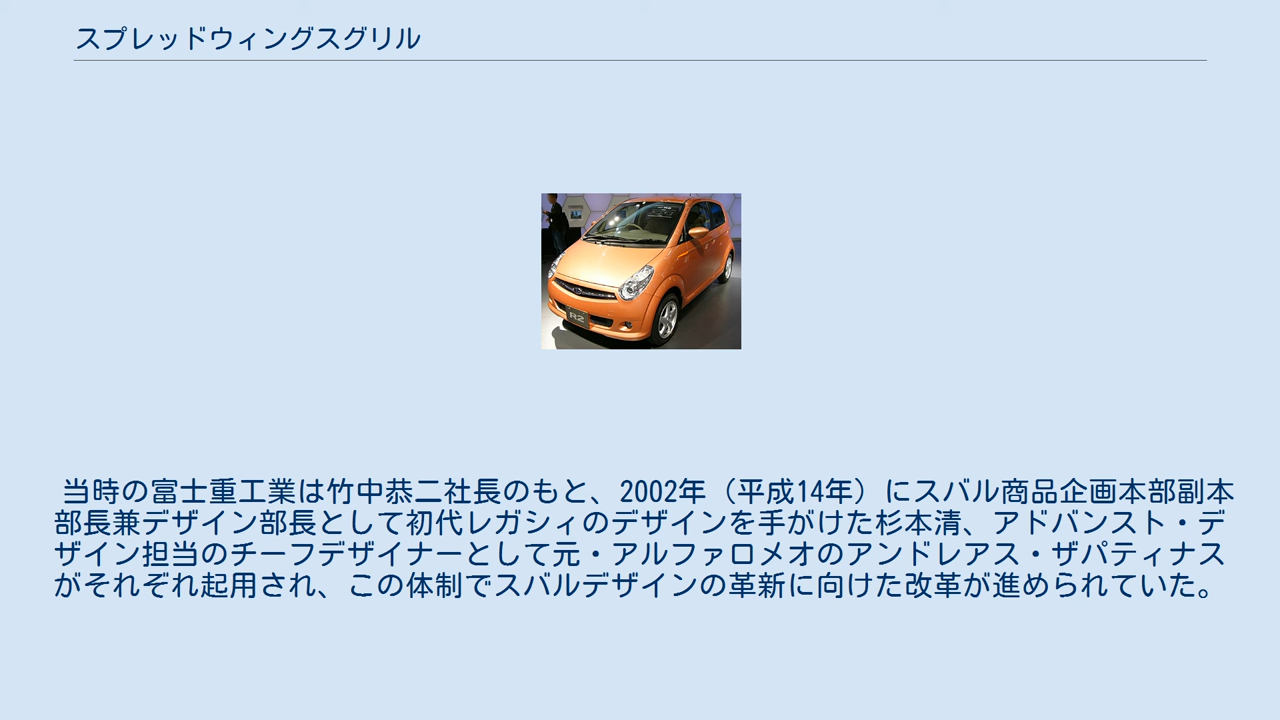 スプレッドウィングスグリル
R2
当時の富士重工業は竹中恭二社長のもと、2002年（平成14年）にスバル商品企画本部副本
部長兼デザイン部長として初代レガシィのデザインを手がけた杉本清、アドバンスト・デ
ザイン担当のチーフデザイナーとして元・アルファロメオのアンドレアス・ザパティナス
がそれぞれ起用され、この体制でスバルデザインの革新に向けた改革が進められていた。